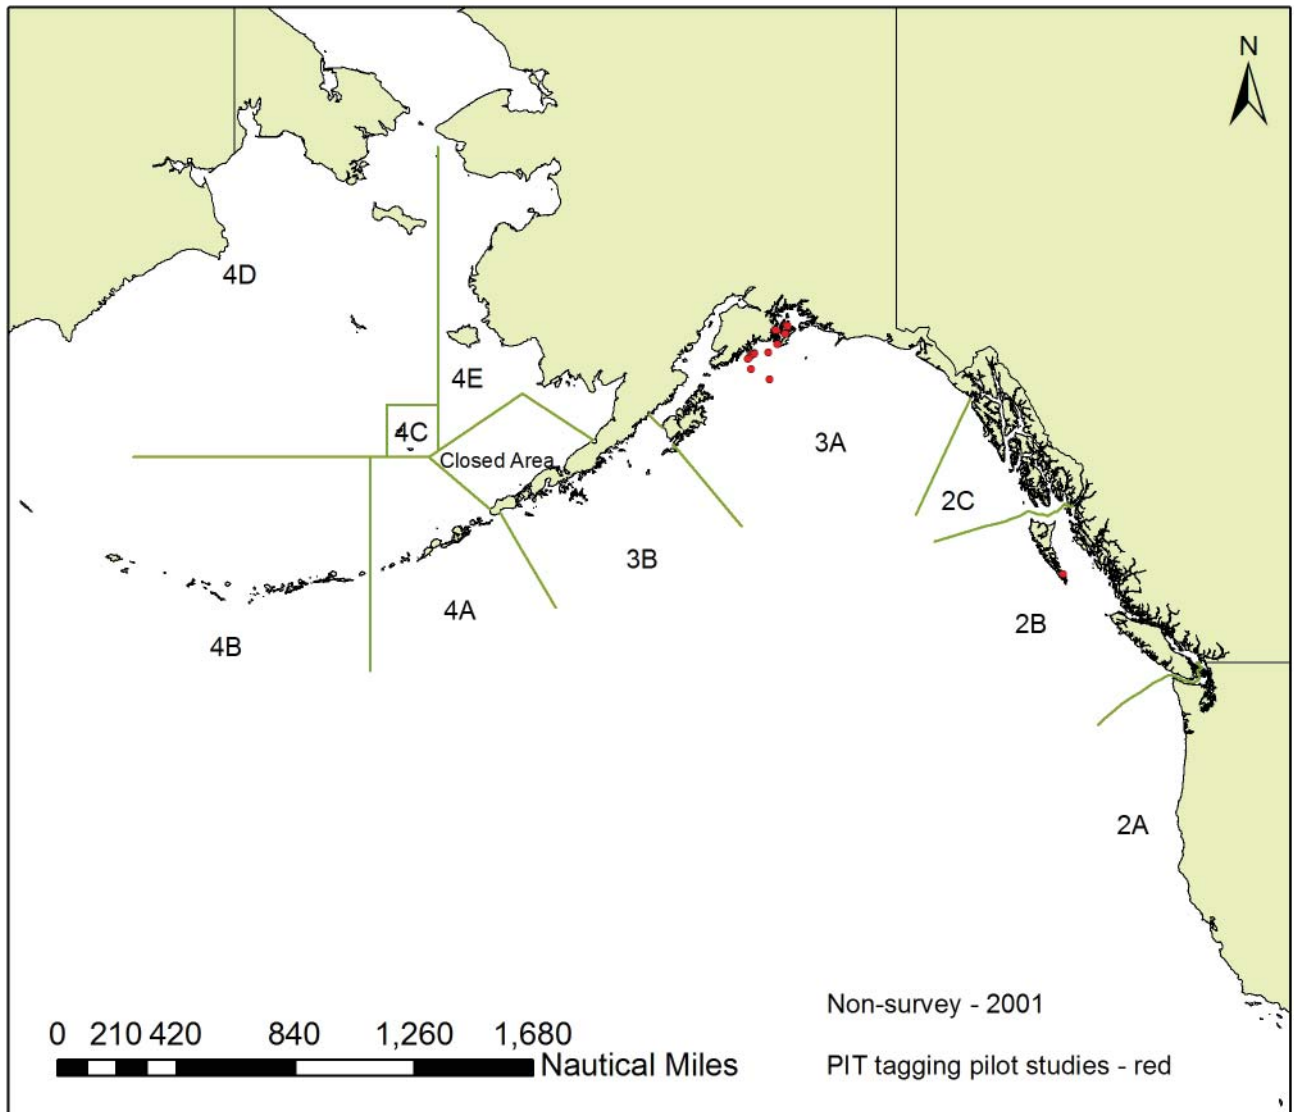 N
4D
4E
4C
Closed Area
3A
2C
3B
4A
2B
4B
2A
Non-survey - 2001
0 210 420 840 1,260 1,680
Nautical Miles
PIT tagging pilot studies - red